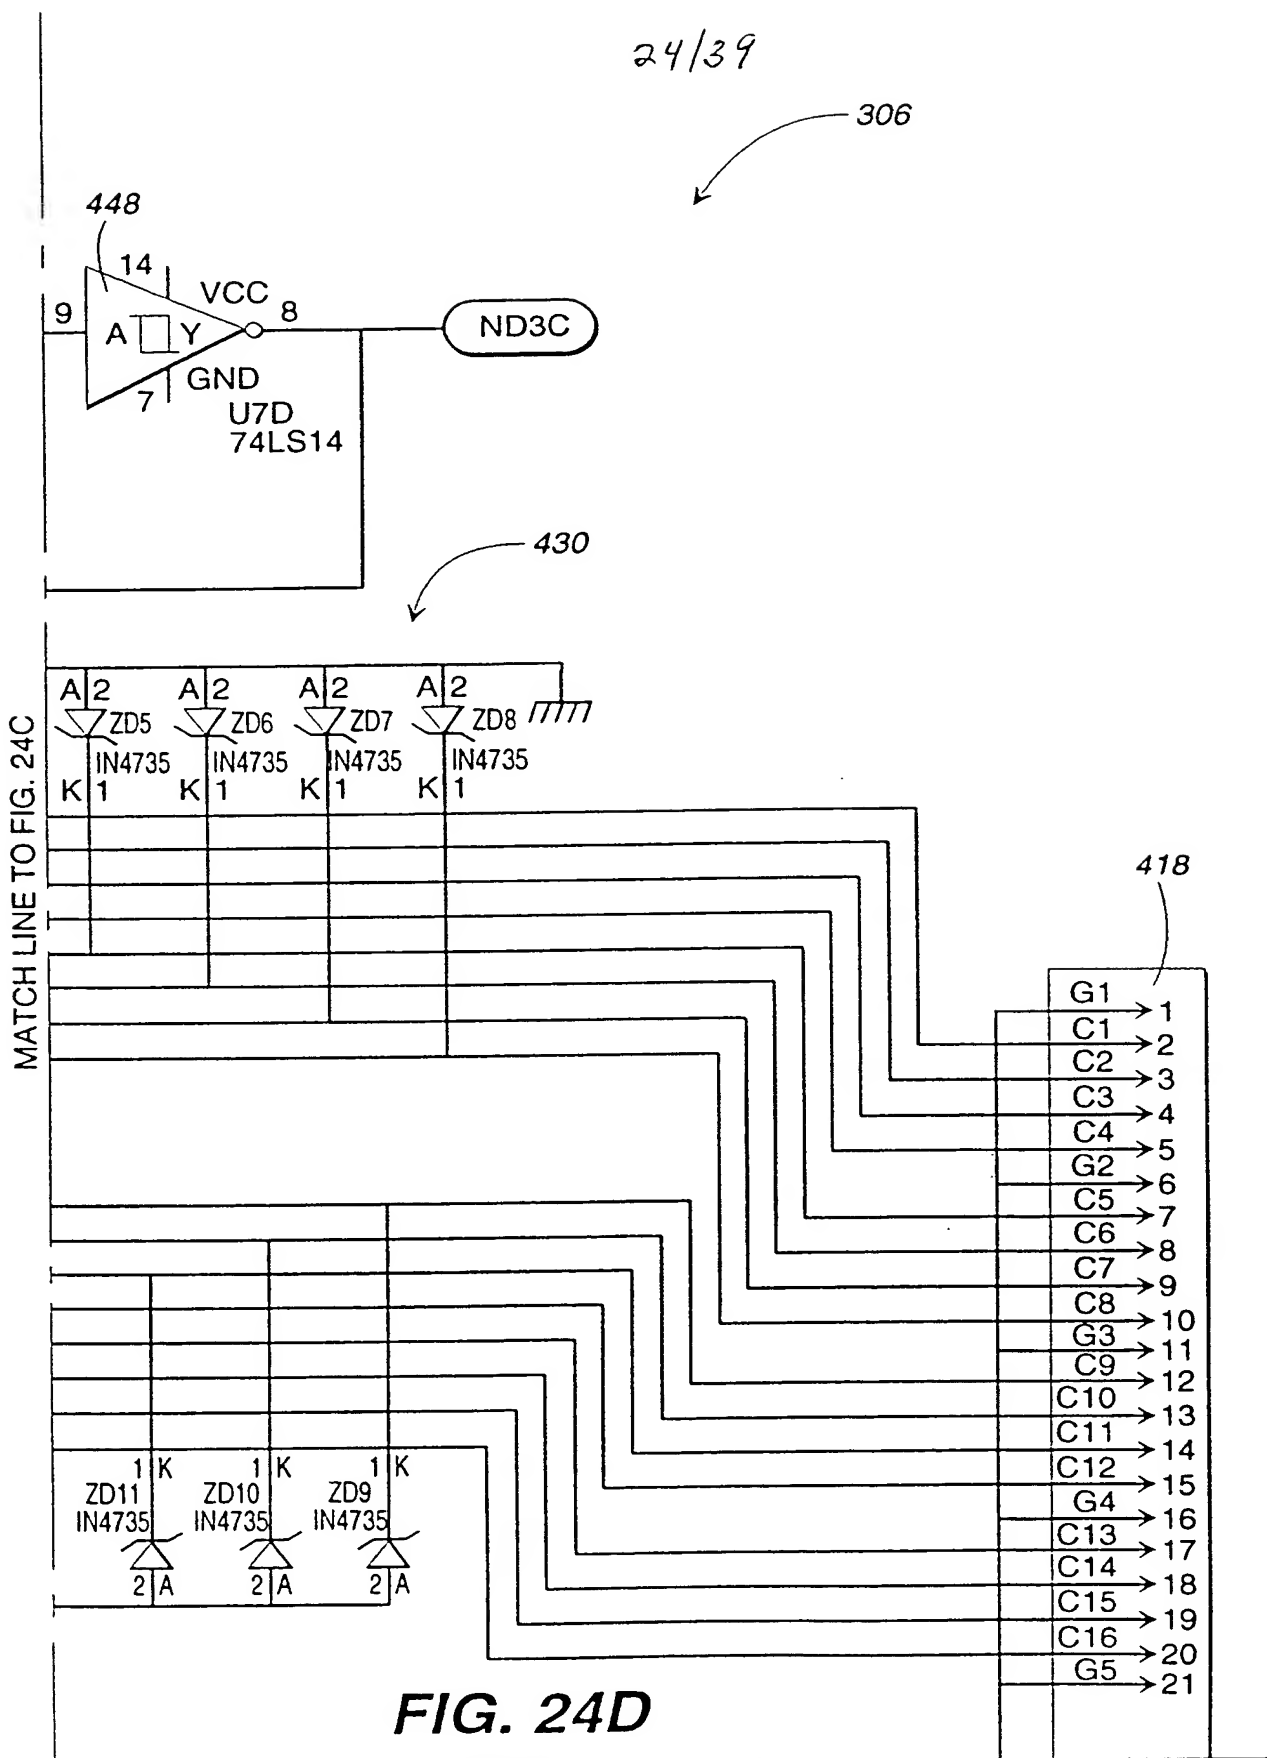 24/39
306
448
14
VCC
9
A
Y
8
ND3C
7
GND
U7D
74LS14
430
A 2
A 2
A 2
A 2
ZD5
ZD6
ZD7
ZD8
IN4735
IN4735
IN4735
IN4735
K 1
K 1
K 1
K 1
MATCH LINE TO FIG. 24C
418
G1 1
C1 2
C2 3
C3 4
C4 5
G2 6
C5 7
C6 8
C7 9
C8 10
G3 11
C9 12
C10 13
C11 14
C12 15
G4 16
C13 17
C14 18
C15 19
C16 20
G5 21
1 K
1 K
1 K
ZD11
ZD10
ZD9
IN4735
IN4735
IN4735
2 A
2 A
2 A
FIG. 24D